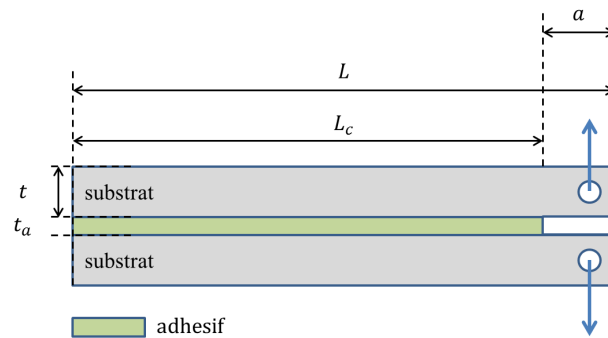 a
L
L_c
t
substrat
t_a
substrat
adhesif